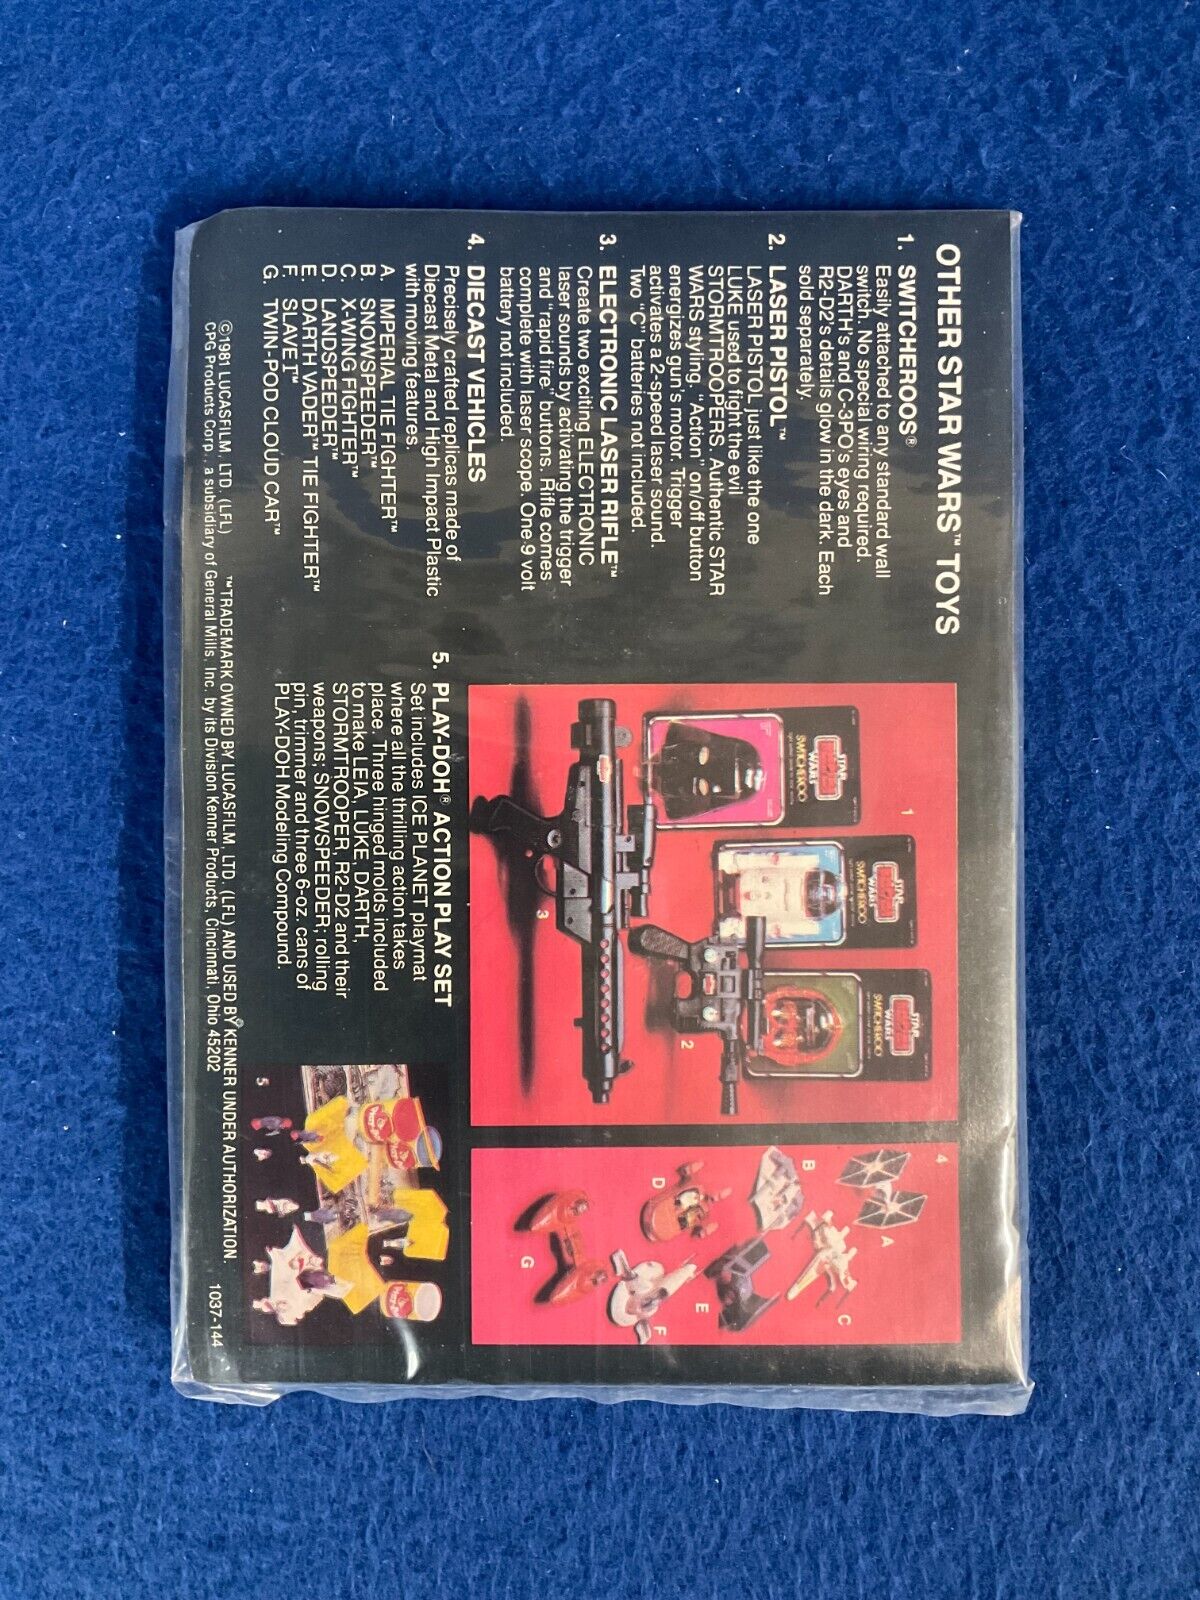 OTHER STAR WARS™ TOYS
1. SWITCHEROOS®
Easily attached to any standard wall
switch. No special wiring required.
DARTH's and C-3PO's eyes and
R2-D2's details glow in the dark. Each
sold separately.
2. LASER PISTOL™
LASER PISTOL just like the one
LUKE used to fight the evil
STORMTROOPERS. Authentic STAR
WARS styling. "Action" on/off button
energizes gun's motor. Trigger
activates a 2-speed laser sound.
Two "C" batteries not included.
3. ELECTRONIC LASER RIFLE™
Create two exciting ELECTRONIC
laser sounds by activating the trigger
and "rapid fire" buttons. Rifle comes
complete with laser scope. One 9 volt
battery not included.
4. DIECAST VEHICLES
Precisely crafted replicas made of
Diecast Metal and High Impact Plastic
with moving features.
A. IMPERIAL TIE FIGHTER™
B. SNOWSPEEDER™
C. X-WING FIGHTER™
D. LANDSPEEDER™
E. DARTH VADER™ TIE FIGHTER™
F. SLAVE I™
G. TWIN-POD CLOUD CAR™
5. PLAY-DOH® ACTION PLAY SET
Set includes ICE PLANET playmat
where all the thrilling action takes
place. Three hinged molds included
to make LEIA, LUKE, DARTH,
STORMTROOPER, R2-D2 and their
weapons; SNOWSPEEDER; rolling
pin, trimmer and three 6-oz. cans of
PLAY-DOH Modeling Compound.
1
STAR
WARS
SWITCHEROO
STAR
WARS
SWITCHEROO
STAR
WARS
SWITCHEROO
2
3
4
A
B
C
D
E
F
G
5
©1981 LUCASFILM, LTD. (LFL) ™TRADEMARK OWNED BY LUCASFILM, LTD. (LFL) AND USED BY KENNER UNDER AUTHORIZATION.
CPG Products Corp., a subsidiary of General Mills, Inc. by its Division Kenner Products, Cincinnati, Ohio 45202
1037-144